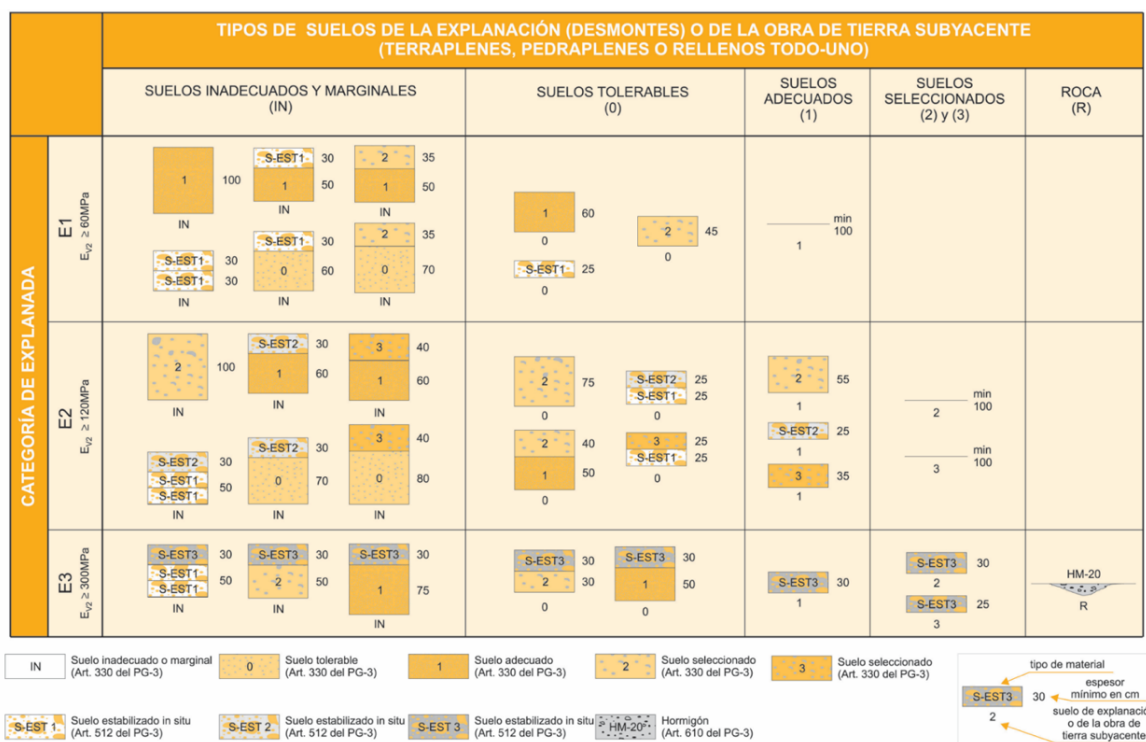 TIPOS DE SUELOS DE LA EXPLANACIÓN (DESMONTES) O DE LA OBRA DE TIERRA SUBYACENTE
(TERRAPLENES, PEDRAPLENES O RELLENOS TODO-UNO)
SUELOS INADECUADOS Y MARGINALES
(IN)
SUELOS TOLERABLES
(0)
SUELOS
ADECUADOS
(1)
SUELOS
SELECCIONADOS
(2) y (3)
ROCA
(R)
CATEGORÍA DE EXPLANADA
E1
EV2 ≥ 60MPa
1 100
IN
S-EST1 30
1 50
IN
2 35
1 50
IN
S-EST1 30
S-EST1 30
IN
S-EST1 30
0 60
IN
2 35
0 70
IN
1 60
0
2 45
0
S-EST1 25
0
min
100
1
E2
EV2 ≥ 120MPa
2 100
IN
S-EST2 30
1 60
IN
3 40
1 60
IN
S-EST2 30
S-EST1 50
S-EST1
IN
S-EST2 30
0 70
IN
3 40
0 80
IN
2 75
0
S-EST2 25
S-EST1 25
0
2 40
1 50
0
3 25
S-EST1 25
0
2 55
1
S-EST2 25
1
3 35
1
min
100
2
min
100
3
E3
EV2 ≥ 300MPa
S-EST3 30
S-EST1 50
S-EST1
IN
S-EST3 30
2 50
IN
S-EST3 30
1 75
IN
S-EST3 30
2 30
0
S-EST3 30
1 50
0
S-EST3 30
1
S-EST3 30
2
S-EST3 25
3
HM-20
R
IN Suelo inadecuado o marginal
(Art. 330 del PG-3)
0 Suelo tolerable
(Art. 330 del PG-3)
1 Suelo adecuado
(Art. 330 del PG-3)
2 Suelo seleccionado
(Art. 330 del PG-3)
3 Suelo seleccionado
(Art. 330 del PG-3)
S-EST 1 Suelo estabilizado in situ
(Art. 512 del PG-3)
S-EST 2 Suelo estabilizado in situ
(Art. 512 del PG-3)
S-EST 3 Suelo estabilizado in situ
(Art. 512 del PG-3)
HM-20 Hormigón
(Art. 610 del PG-3)
tipo de material
espesor
mínimo en cm
S-EST3 30
2
suelo de explanació
o de la obra de
tierra subyacente